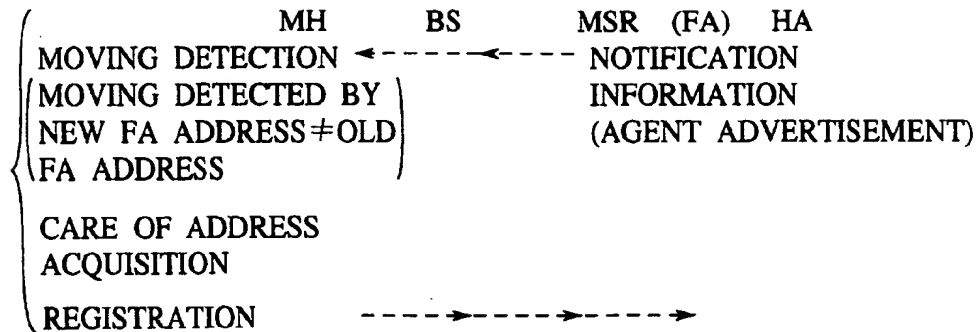 MH BS MSR (FA) HA
MOVING DETECTION NOTIFICATION
MOVING DETECTED BY INFORMATION
NEW FA ADDRESS≠OLD (AGENT ADVERTISEMENT)
FA ADDRESS
CARE OF ADDRESS
ACQUISITION
REGISTRATION